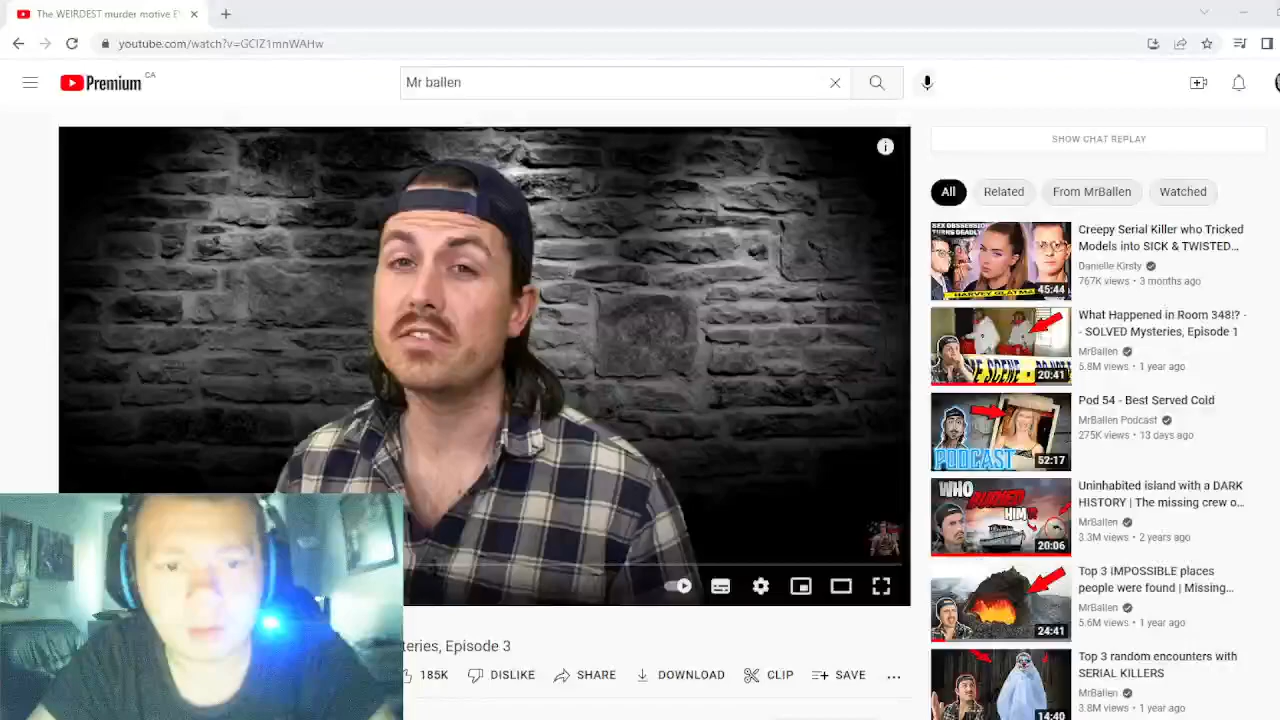 The WEIRDEST murder motive E
youtube.com/watch?v=GCIZ1mnWAHw
Premium CA
Mr ballen
SHOW CHAT REPLAY
All
Related
From MrBallen
Watched
Creepy Serial Killer who Tricked
Models into SICK & TWISTED...
Danielle Kirsty
767K views • 3 months ago
HARVEY GLATMA
45:44
What Happened in Room 348!? -
- SOLVED Mysteries, Episode 1
MrBallen
5.8M views • 1 year ago
20:41
Pod 54 - Best Served Cold
MrBallen Podcast
275K views • 13 days ago
PODCAST
52:17
Uninhabited island with a DARK
HISTORY | The missing crew o...
MrBallen
3.3M views • 2 years ago
WHO
BURIED
HIM
20:06
Top 3 IMPOSSIBLE places
people were found | Missing...
MrBallen
5.6M views • 1 year ago
24:41
Top 3 random encounters with
SERIAL KILLERS
MrBallen
3.8M views • 1 year ago
14:40
teries, Episode 3
185K
DISLIKE
SHARE
DOWNLOAD
CLIP
SAVE
...